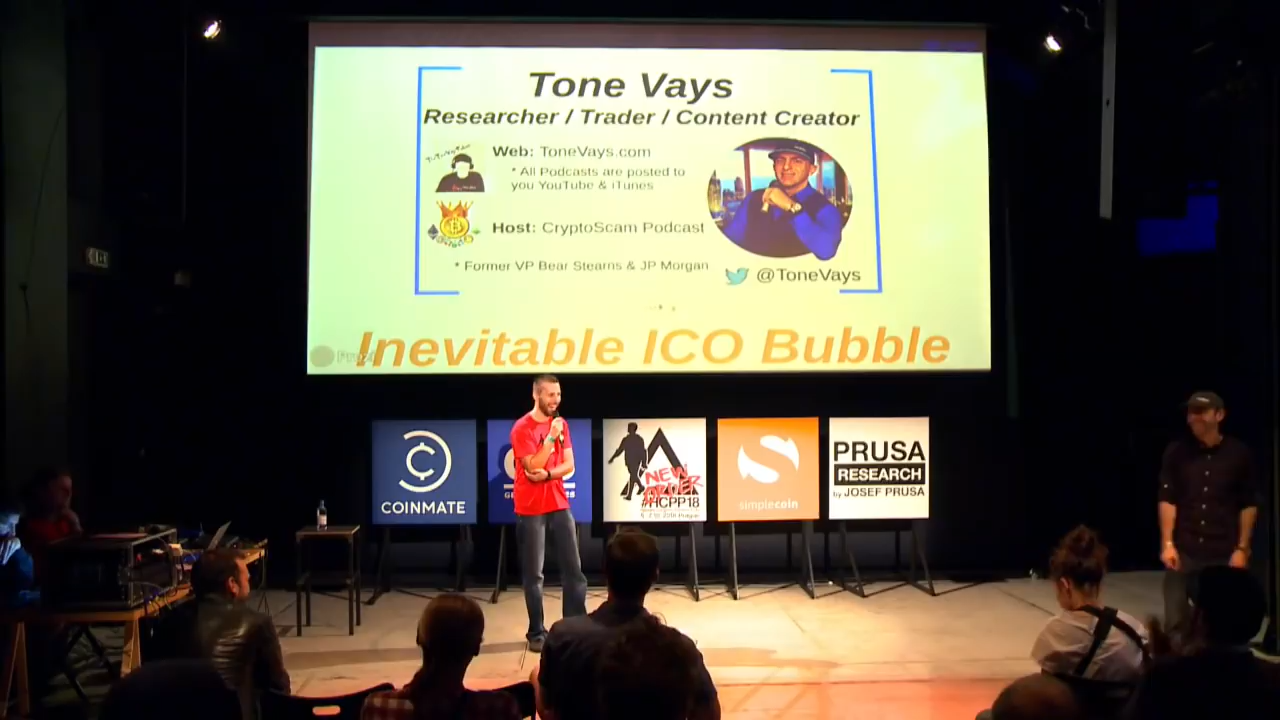 Tone Vays
Researcher / Trader / Content Creator
Web: ToneVays.com
* All Podcasts are posted to
you YouTube & iTunes
Host: CryptoScam Podcast
* Former VP Bear Stearns & JP Morgan
@ToneVays
Inevitable ICO Bubble
COINMATE
NEW
ORDER
#HCPP18
simplecoin
PRUSA
RESEARCH
by JOSEF PRUSA